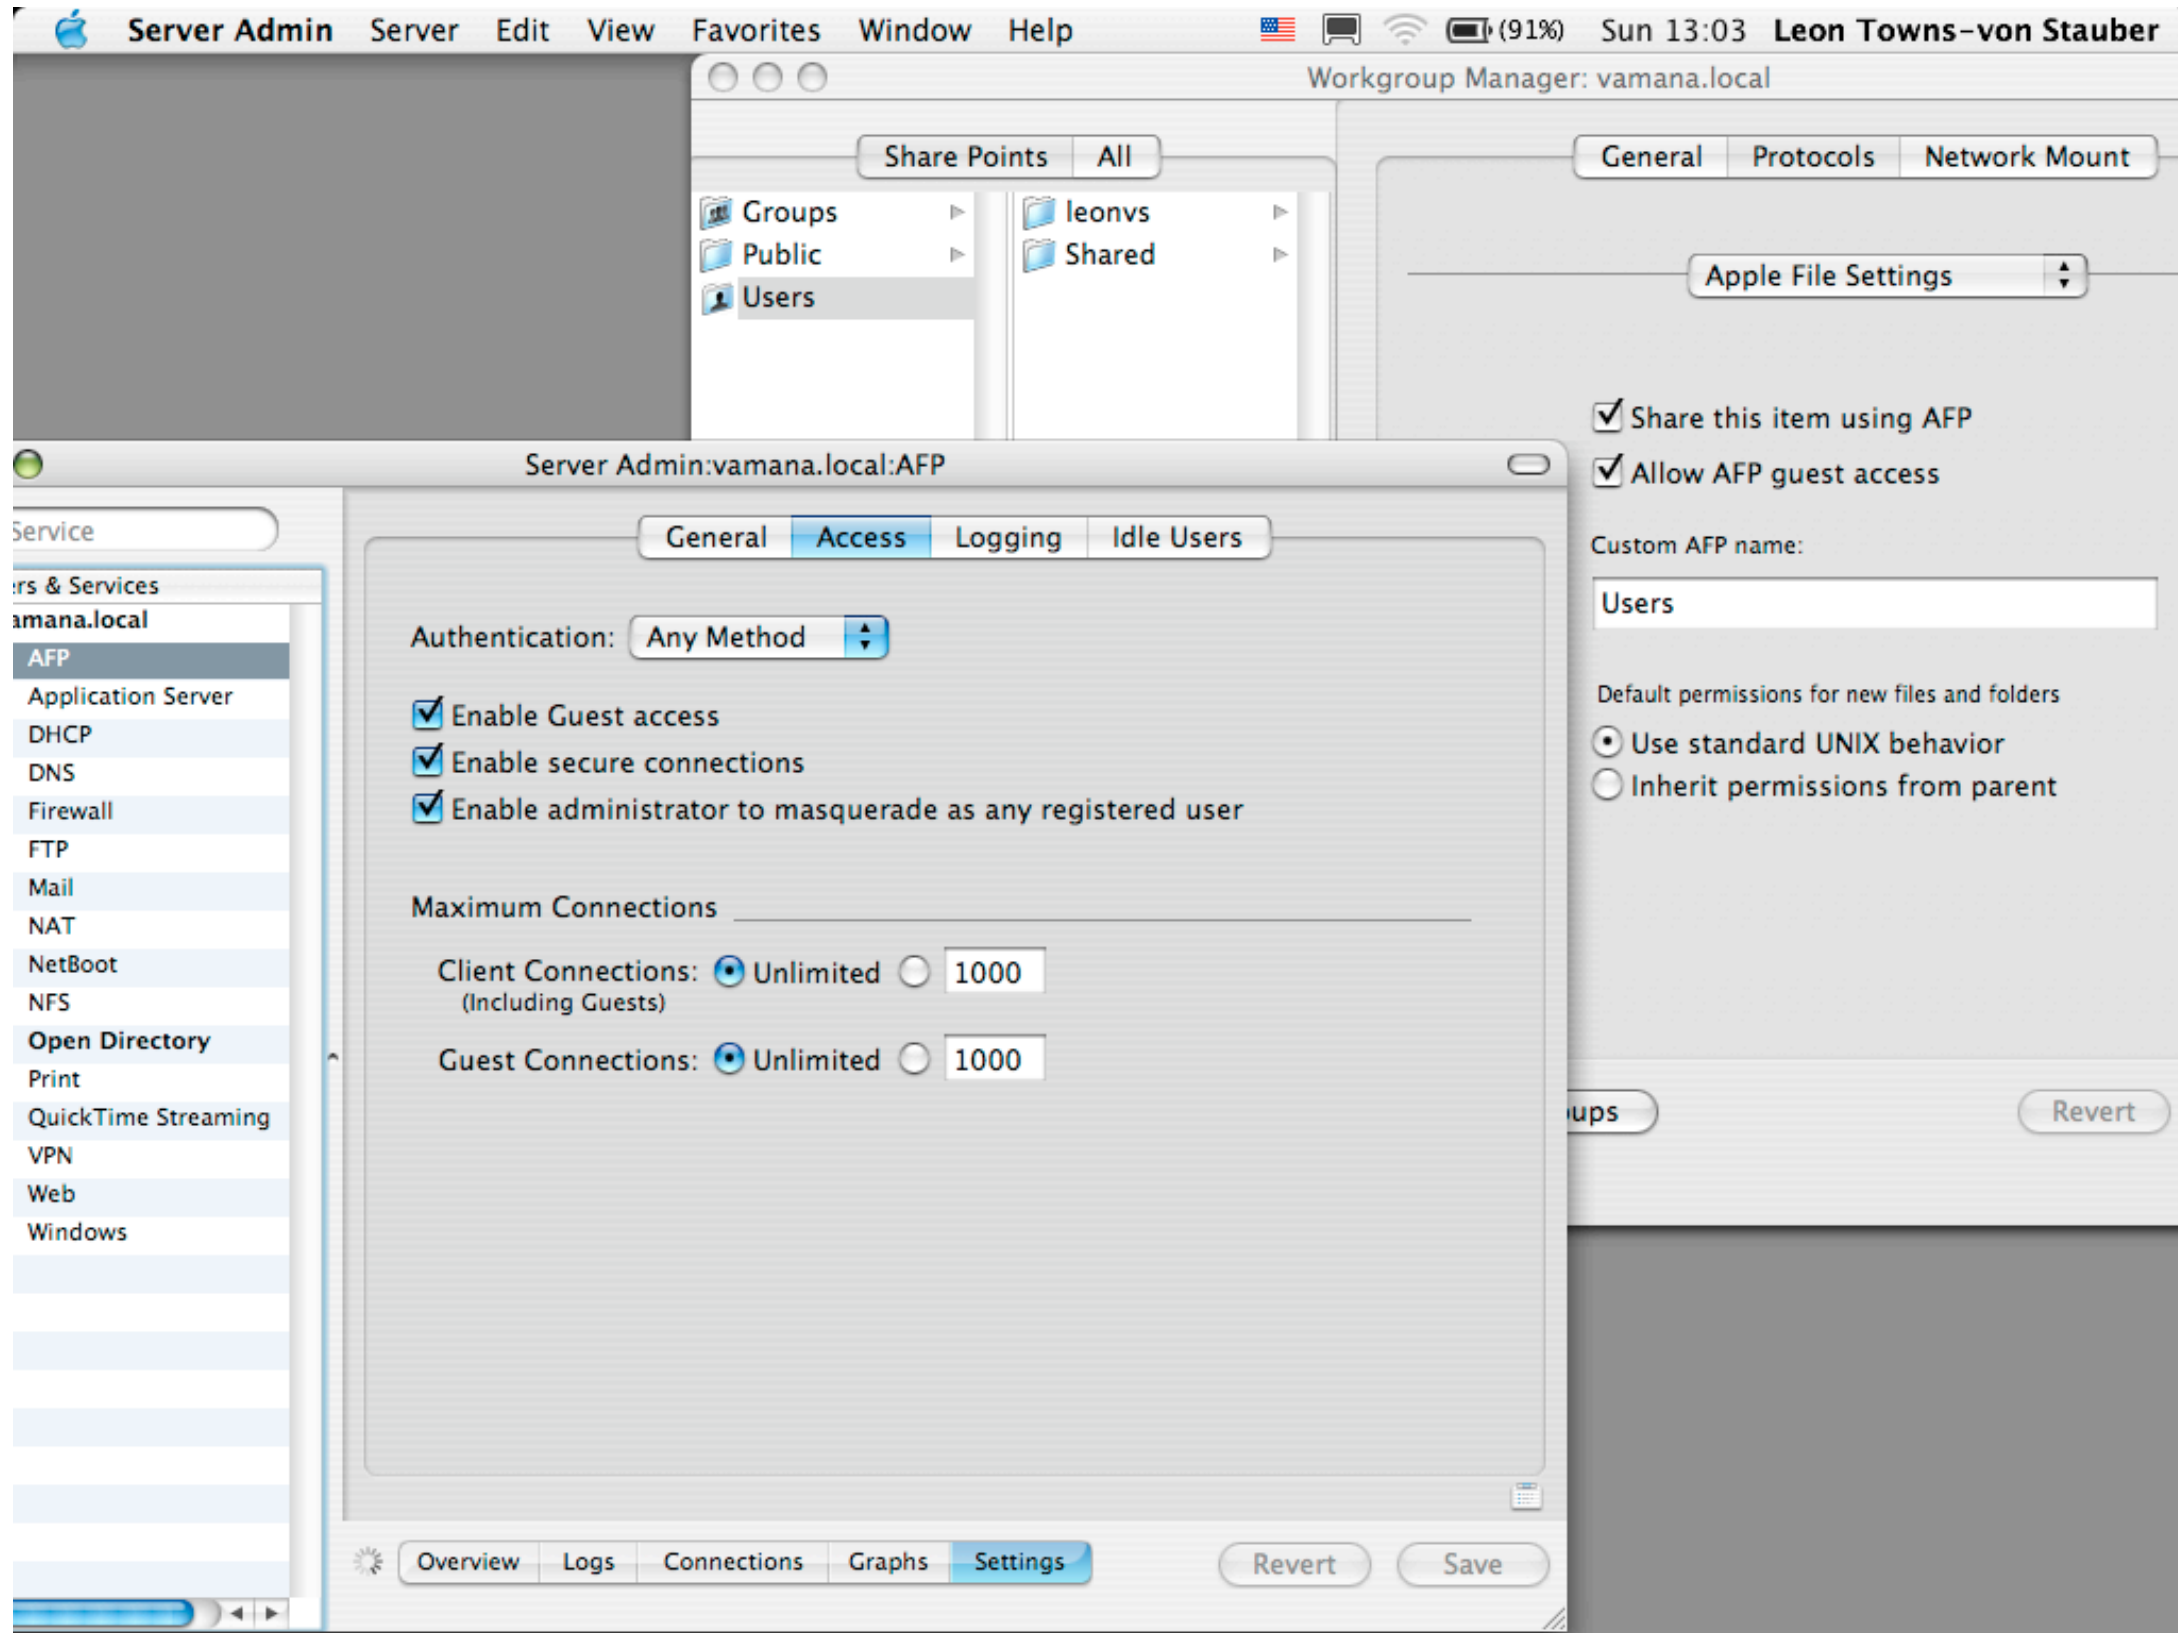 Server Admin Server Edit View Favorites Window Help (91%) Sun 13:03 Leon Towns-von Stauber
Workgroup Manager: vamana.local
Share Points All
General Protocols Network Mount
Groups
Public
Users
leonvs
Shared
Apple File Settings
Share this item using AFP
Allow AFP guest access
Custom AFP name:
Users
Default permissions for new files and folders
Use standard UNIX behavior
Inherit permissions from parent
ups
Revert
Server Admin:vamana.local:AFP
Service
ers & Services
amana.local
AFP
Application Server
DHCP
DNS
Firewall
FTP
Mail
NAT
NetBoot
NFS
Open Directory
Print
QuickTime Streaming
VPN
Web
Windows
General Access Logging Idle Users
Authentication: Any Method
Enable Guest access
Enable secure connections
Enable administrator to masquerade as any registered user
Maximum Connections
Client Connections: Unlimited 1000
(Including Guests)
Guest Connections: Unlimited 1000
Overview Logs Connections Graphs Settings Revert Save